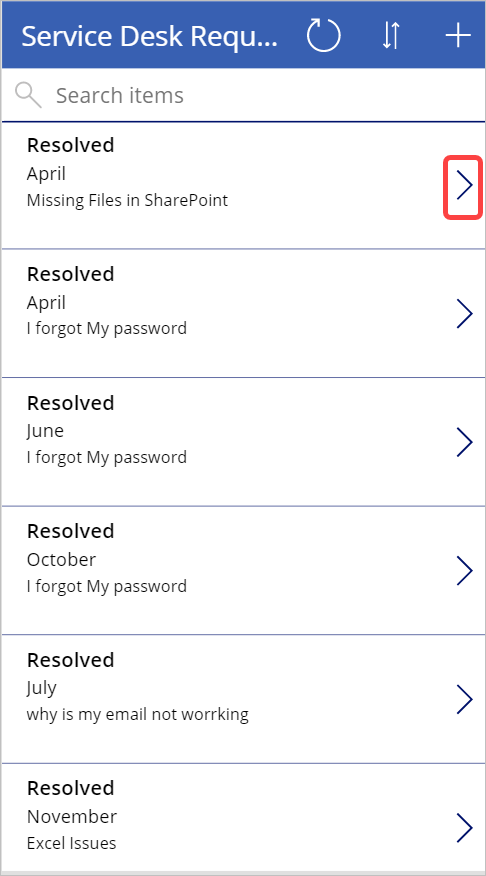 Service Desk Requ...
Search items
Resolved
April
Missing Files in SharePoint
Resolved
April
I forgot My password
Resolved
June
I forgot My password
Resolved
October
I forgot My password
Resolved
July
why is my email not worrking
Resolved
November
Excel Issues